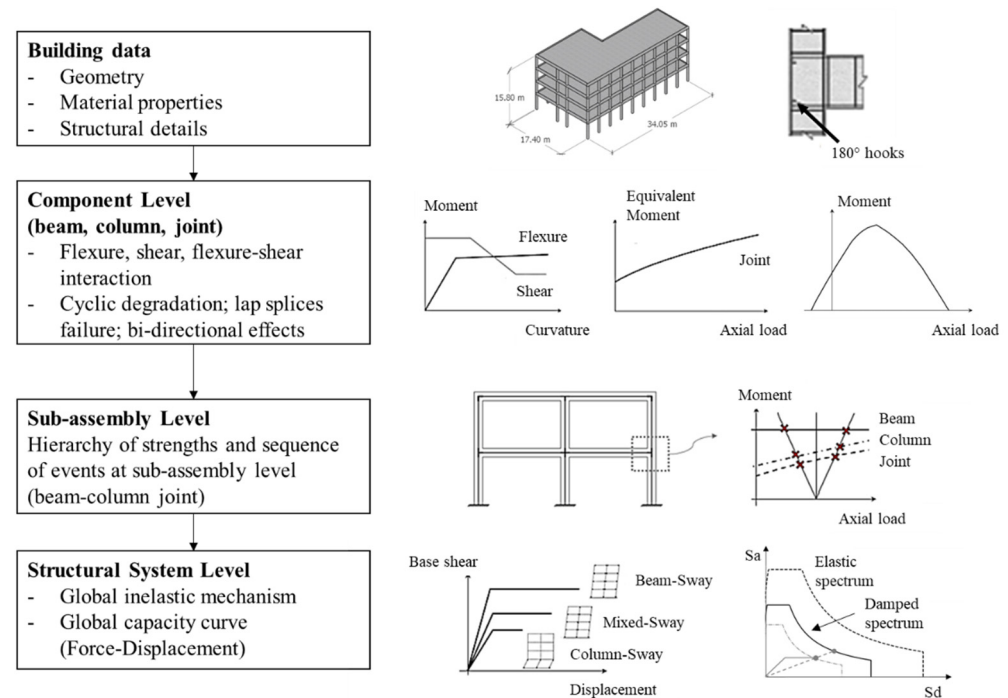 Building data
- Geometry
- Material properties
- Structural details
15.80 m
17.40 m
34.05 m
180° hooks
Component Level
(beam, column, joint)
- Flexure, shear, flexure-shear
interaction
- Cyclic degradation; lap splices
failure; bi-directional effects
Moment
Flexure
Shear
Curvature
Equivalent
Moment
Joint
Axial load
Moment
Axial load
Sub-assembly Level
Hierarchy of strengths and sequence
of events at sub-assembly level
(beam-column joint)
Moment
Beam
Column
Joint
Axial load
Structural System Level
- Global inelastic mechanism
- Global capacity curve
(Force-Displacement)
Base shear
Beam-Sway
Mixed-Sway
Column-Sway
Displacement
Sa
Elastic
spectrum
Damped
spectrum
Sd